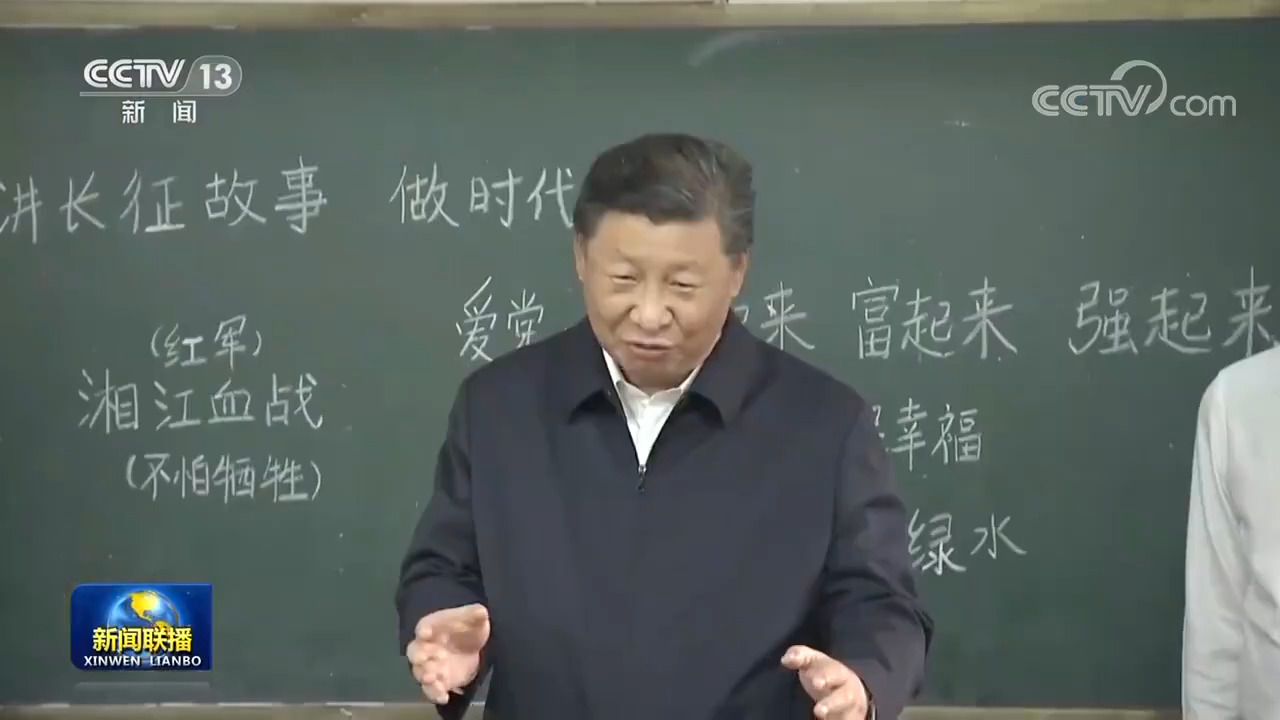 CCTV 13
新闻
CCTV com
讲长征故事 做时代
爱党 起来 富起来 强起来
(红军)
湘江血战
(不怕牺牲)
幸福
绿水
新闻联播
XINWEN LIANBO